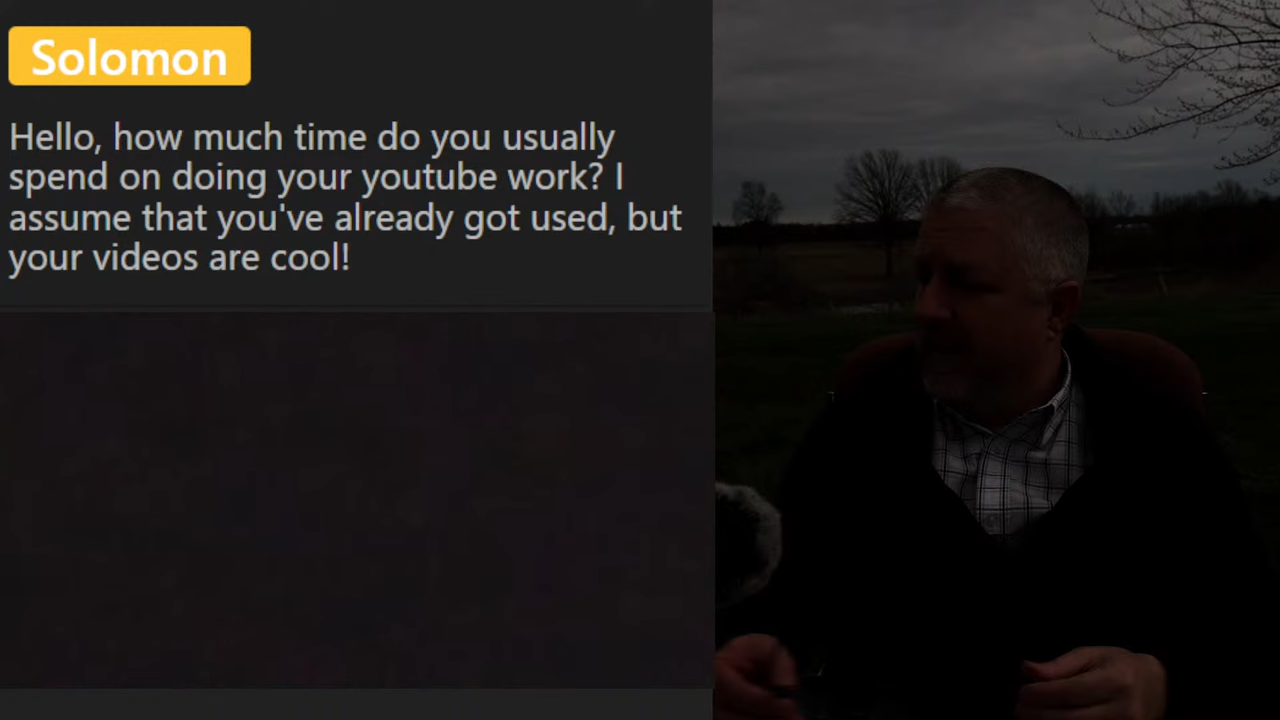 Solomon
Hello, how much time do you usually
spend on doing your youtube work? I
assume that you've already got used, but
your videos are cool!